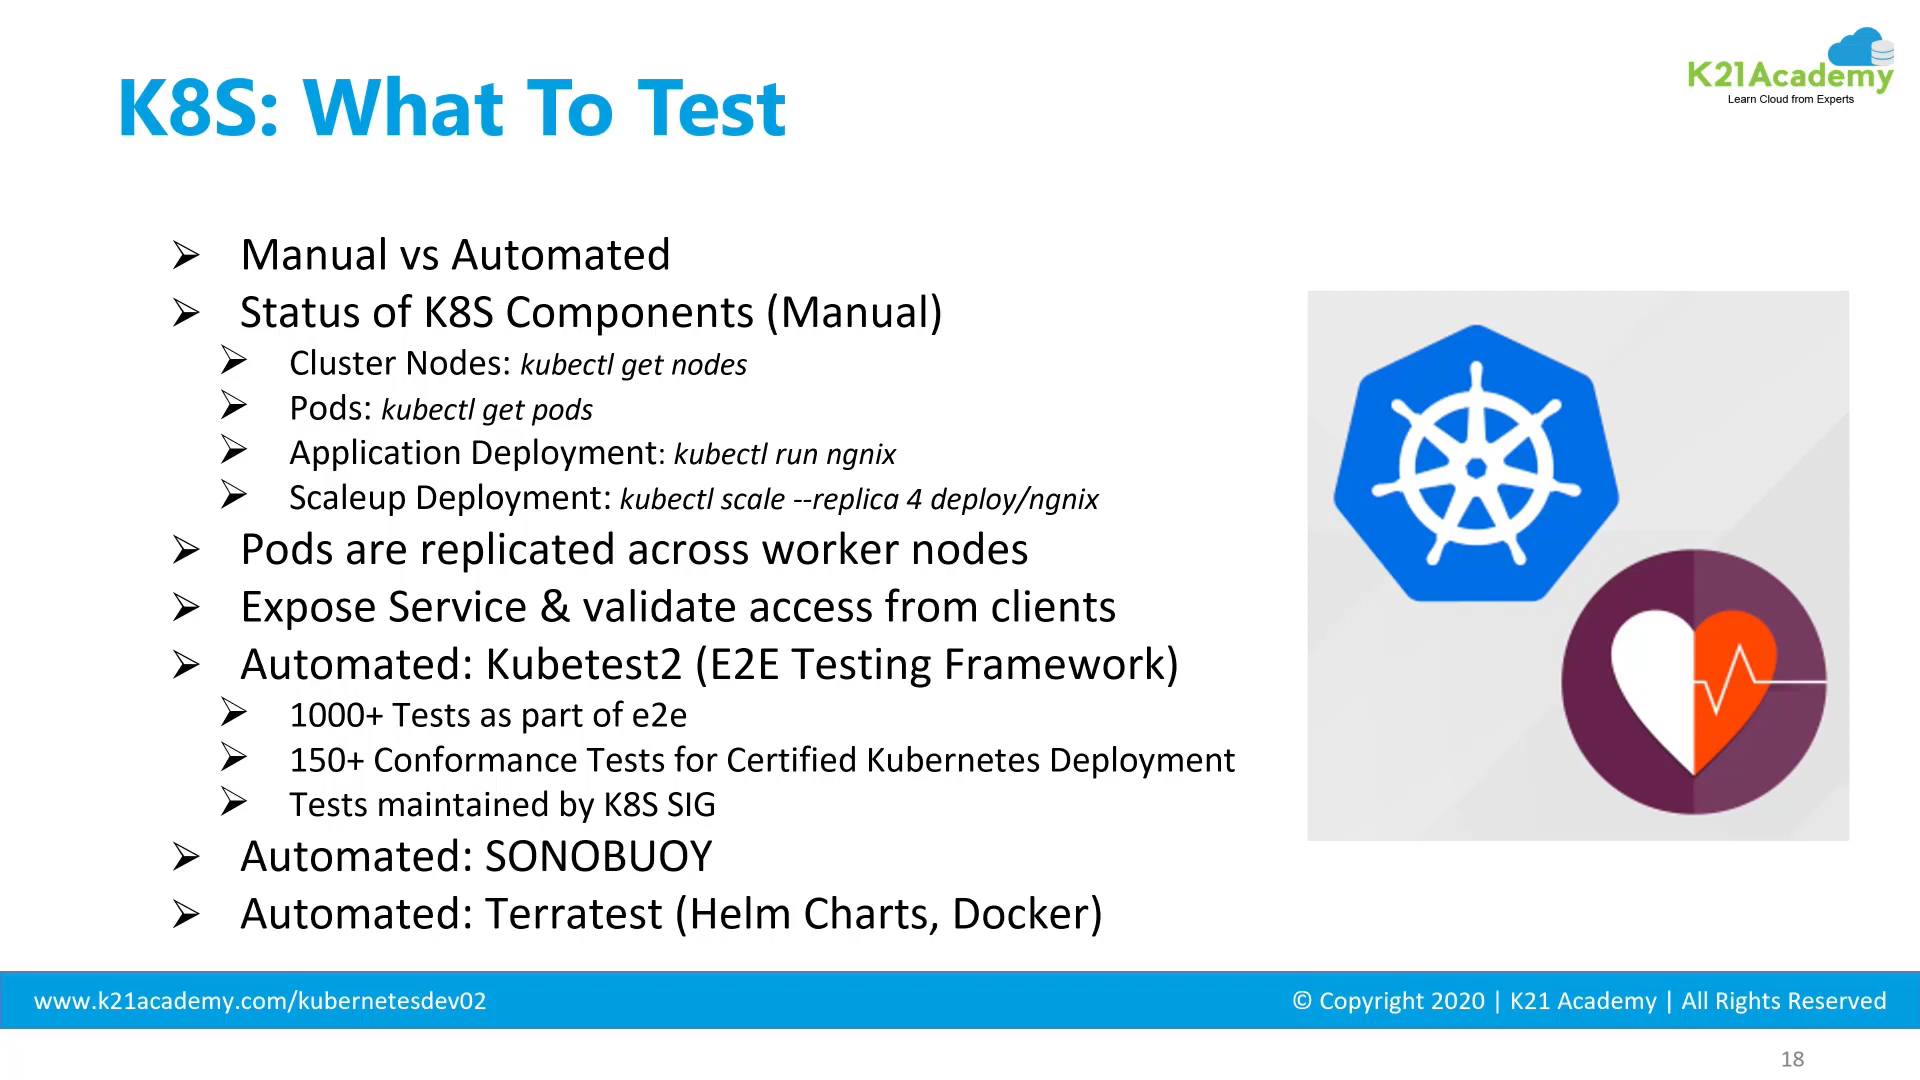 K21Academy
Learn Cloud from Experts
K8S: What To Test
Manual vs Automated
Status of K8S Components (Manual)
Cluster Nodes: kubectl get nodes
Pods: kubectl get pods
Application Deployment: kubectl run ngnix
Scaleup Deployment: kubectl scale --replica 4 deploy/ngnix
Pods are replicated across worker nodes
Expose Service & validate access from clients
Automated: Kubetest2 (E2E Testing Framework)
1000+ Tests as part of e2e
150+ Conformance Tests for Certified Kubernetes Deployment
Tests maintained by K8S SIG
Automated: SONOBUOY
Automated: Terratest (Helm Charts, Docker)
www.k21academy.com/kubernetesdev02
© Copyright 2020 | K21 Academy | All Rights Reserved
18